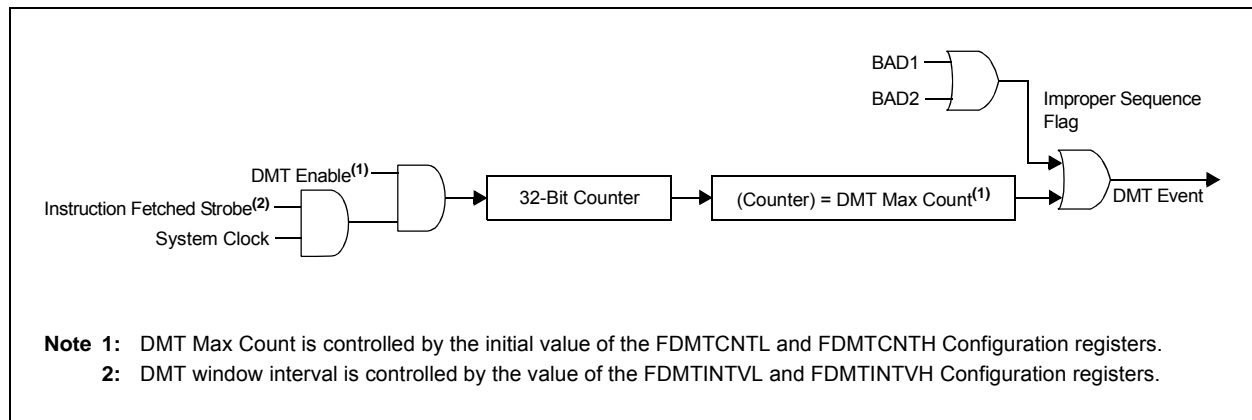 BAD1
BAD2
Improper Sequence
Flag
DMT Enable(1)
Instruction Fetched Strobe(2)
System Clock
32-Bit Counter
(Counter) = DMT Max Count(1)
DMT Event
Note 1: DMT Max Count is controlled by the initial value of the FDMTCNTL and FDMTCNTH Configuration registers.
2: DMT window interval is controlled by the value of the FDMTINTVL and FDMTINTVH Configuration registers.